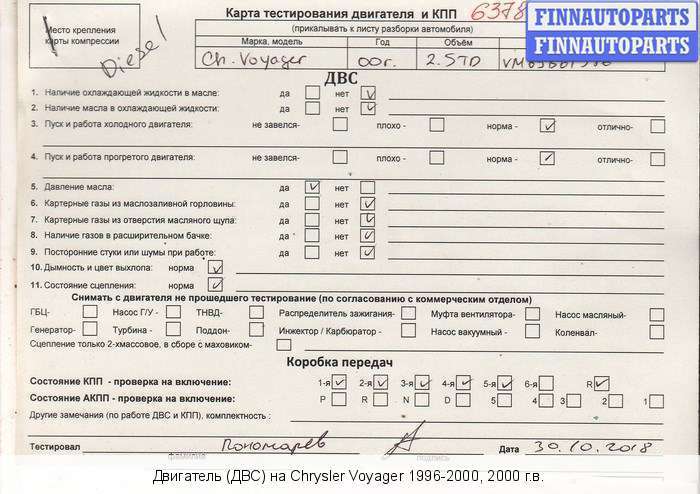 Место крепления
карты компрессии
Diesel
Карта тестирования двигателя и КПП
6378
(прикалывать к листу разборки автомобиля)
FINNAUTOPARTS
FINNAUTOPARTS
Марка, модель Год Объём
Ch. Voyager 00г. 2.5TD
ДВС
1. Наличие охлаждающей жидкости в масле: да нет ✓
2. Наличие масла в охлаждающей жидкости: да нет ✓
3. Пуск и работа холодного двигателя: не завелся- плохо - норма - ✓ отлично-
4. Пуск и работа прогретого двигателя: не завелся- плохо - норма - ✓ отлично-
5. Давление масла: да ✓ нет
6. Картерные газы из маслозаливной горловины: да нет ✓
7. Картерные газы из отверстия масляного щупа: да нет ✓
8. Наличие газов в расширительном бачке: да нет ✓
9. Посторонние стуки или шумы при работе: да нет ✓
10. Дымность и цвет выхлопа: норма ✓
11. Состояние сцепления: норма ✓
Снимать с двигателя не прошедшего тестирование (по согласованию с коммерческим отделом)
ГБЦ- Насос Г/У - ТНВД- Распределитель зажигания- Муфта вентилятора- Насос масляный-
Генератор- Турбина - Поддон- Инжектор / Карбюратор - Насос вакуумный - Коленвал-
Сцепление только 2-хмассовое, в сборе с маховиком-
Коробка передач
Состояние КПП - проверка на включение: 1-я ✓ 2-я ✓ 3-я ✓ 4-я ✓ 5-я ✓ 6-я R ✓
Состояние АКПП - проверка на включение: P R N D 5 4 3 2 1
Другие замечания (по работе ДВС и КПП), комплектность :
Тестировал Пономарев Дата 30.10.2018
фамилия подпись
Двигатель (ДВС) на Chrysler Voyager 1996-2000, 2000 г.в.